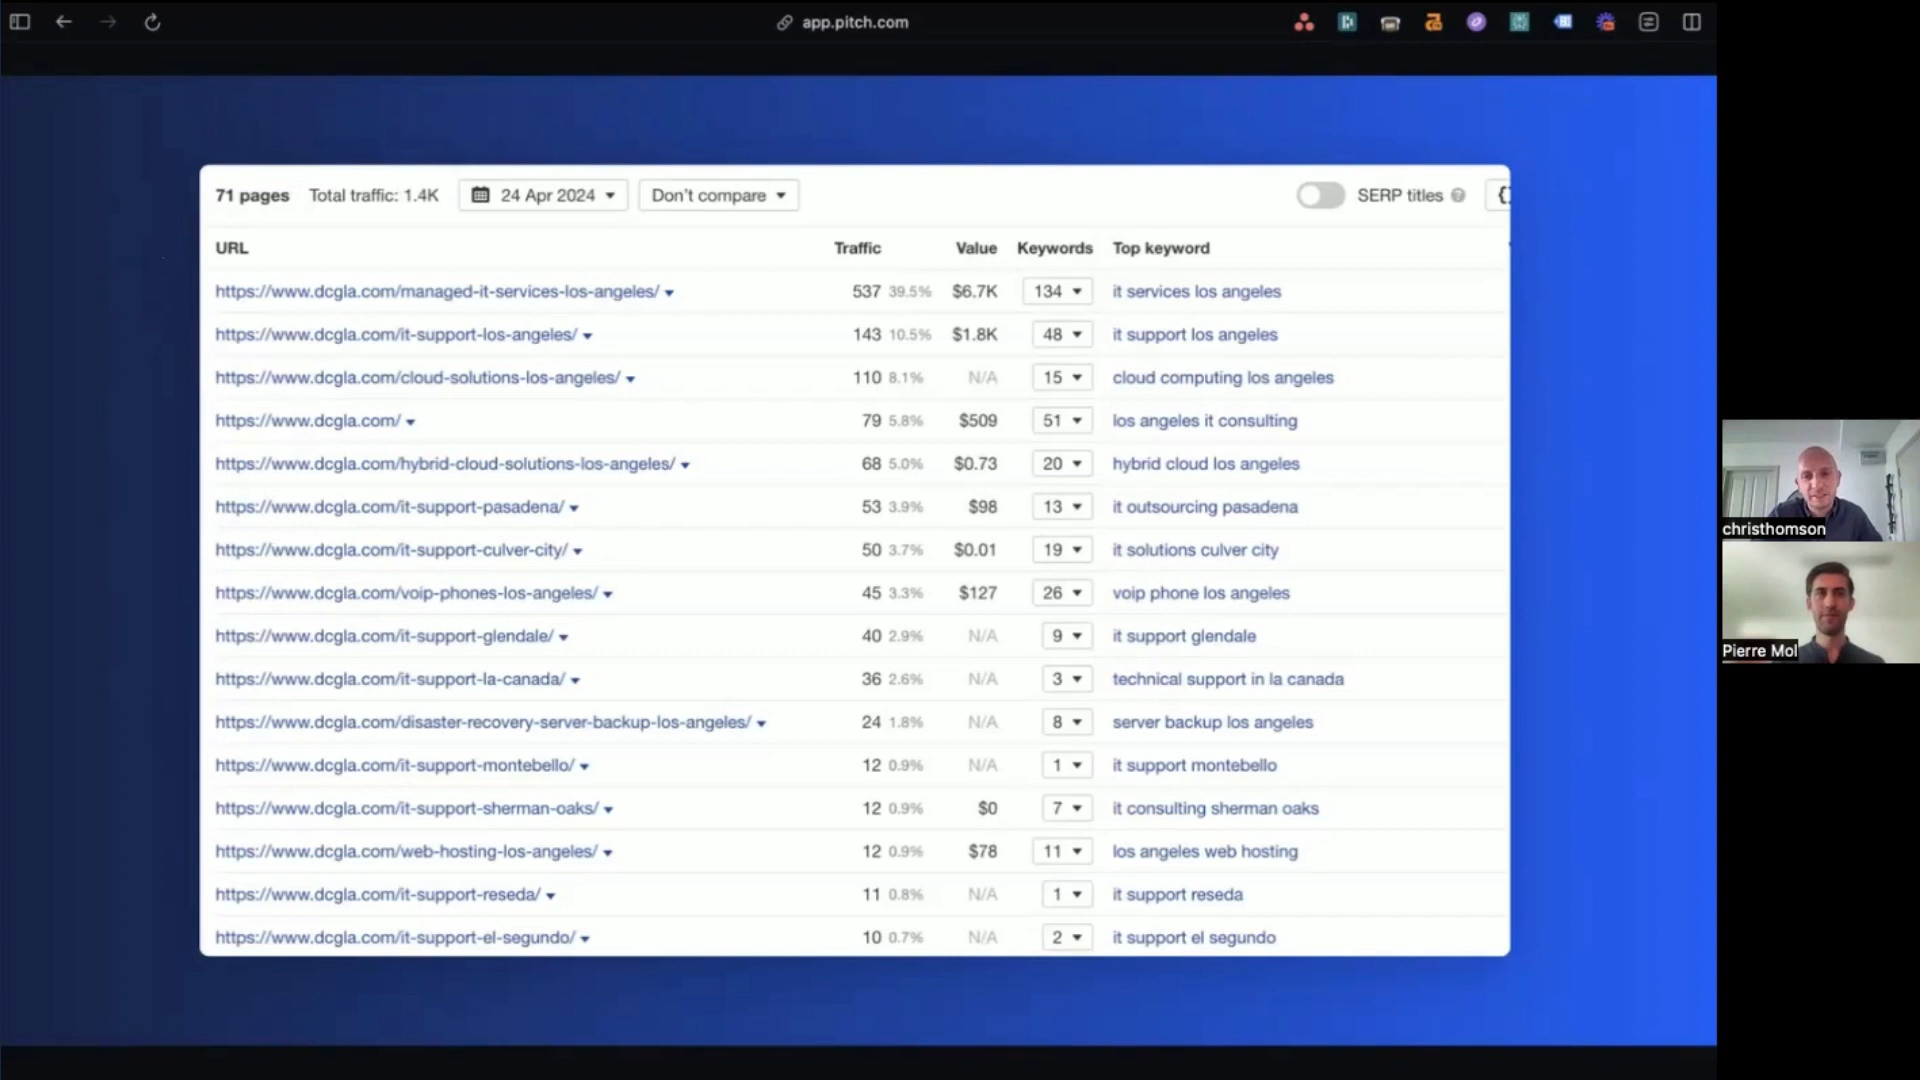 app.pitch.com
71 pages Total traffic: 1.4K 24 Apr 2024 Don't compare SERP titles
URL Traffic Value Keywords Top keyword
https://www.dcgla.com/managed-it-services-los-angeles/ 537 39.5% $6.7K 134 it services los angeles
https://www.dcgla.com/it-support-los-angeles/ 143 10.5% $1.8K 48 it support los angeles
https://www.dcgla.com/cloud-solutions-los-angeles/ 110 8.1% N/A 15 cloud computing los angeles
https://www.dcgla.com/ 79 5.8% $509 51 los angeles it consulting
https://www.dcgla.com/hybrid-cloud-solutions-los-angeles/ 68 5.0% $0.73 20 hybrid cloud los angeles
https://www.dcgla.com/it-support-pasadena/ 53 3.9% $98 13 it outsourcing pasadena
https://www.dcgla.com/it-support-culver-city/ 50 3.7% $0.01 19 it solutions culver city
https://www.dcgla.com/voip-phones-los-angeles/ 45 3.3% $127 26 voip phone los angeles
https://www.dcgla.com/it-support-glendale/ 40 2.9% N/A 9 it support glendale
https://www.dcgla.com/it-support-la-canada/ 36 2.6% N/A 3 technical support in la canada
https://www.dcgla.com/disaster-recovery-server-backup-los-angeles/ 24 1.8% N/A 8 server backup los angeles
https://www.dcgla.com/it-support-montebello/ 12 0.9% N/A 1 it support montebello
https://www.dcgla.com/it-support-sherman-oaks/ 12 0.9% $0 7 it consulting sherman oaks
https://www.dcgla.com/web-hosting-los-angeles/ 12 0.9% $78 11 los angeles web hosting
https://www.dcgla.com/it-support-reseda/ 11 0.8% N/A 1 it support reseda
https://www.dcgla.com/it-support-el-segundo/ 10 0.7% N/A 2 it support el segundo
christhomson
Pierre Mol